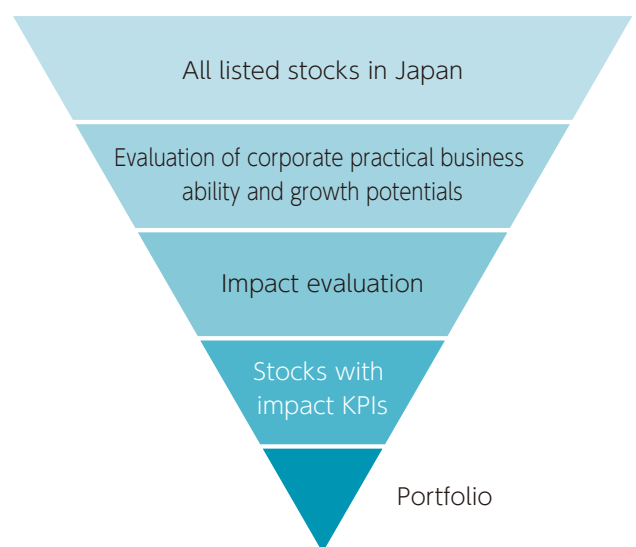 All listed stocks in Japan
Evaluation of corporate practical business
ability and growth potentials
Impact evaluation
Stocks with
impact KPIs
Portfolio